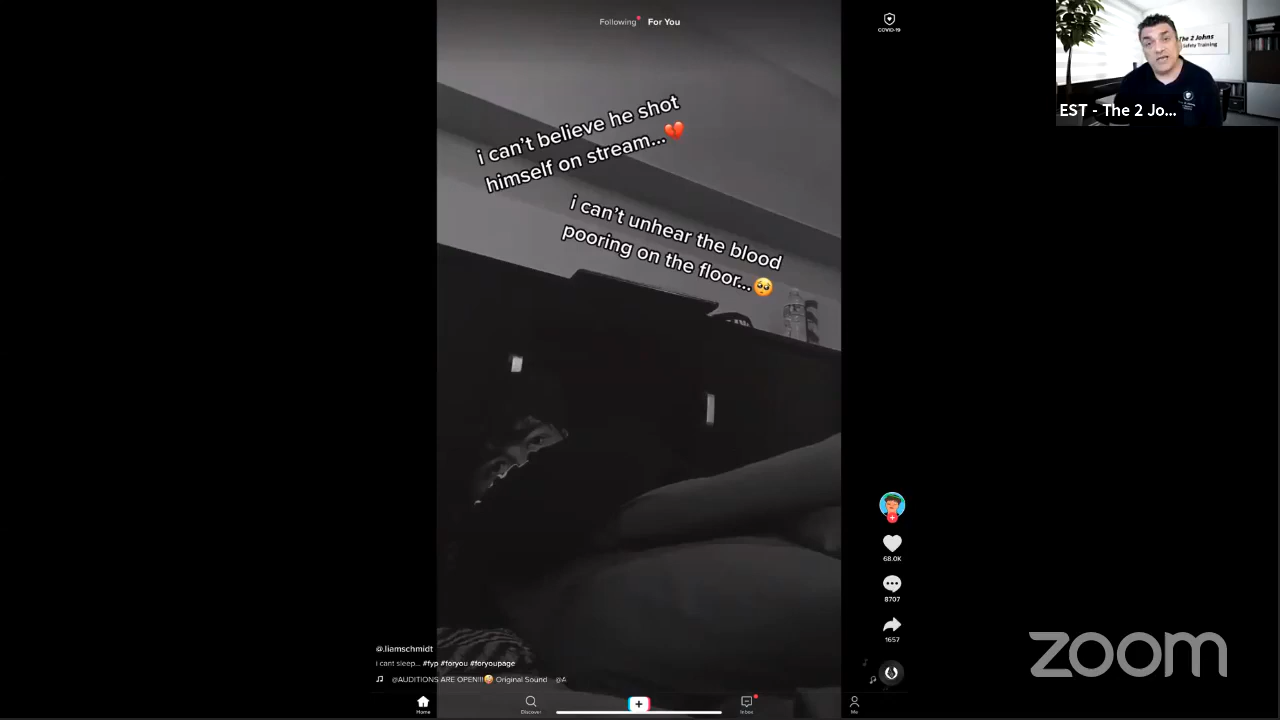 Following
For You
COVID-19
The 2 Johns
Safety Training
EST - The 2 Jo...
i can't believe he shot
himself on stream...💔
i can't unhear the blood
pooring on the floor...🥺
68.0K
8707
1657
@.liamschmidt
i cant sleep... #fyp #foryou #foryoupage
@AUDITIONS ARE OPEN!!!🤪 Original Sound @A
Home
Discover
Inbox
Me
zoom